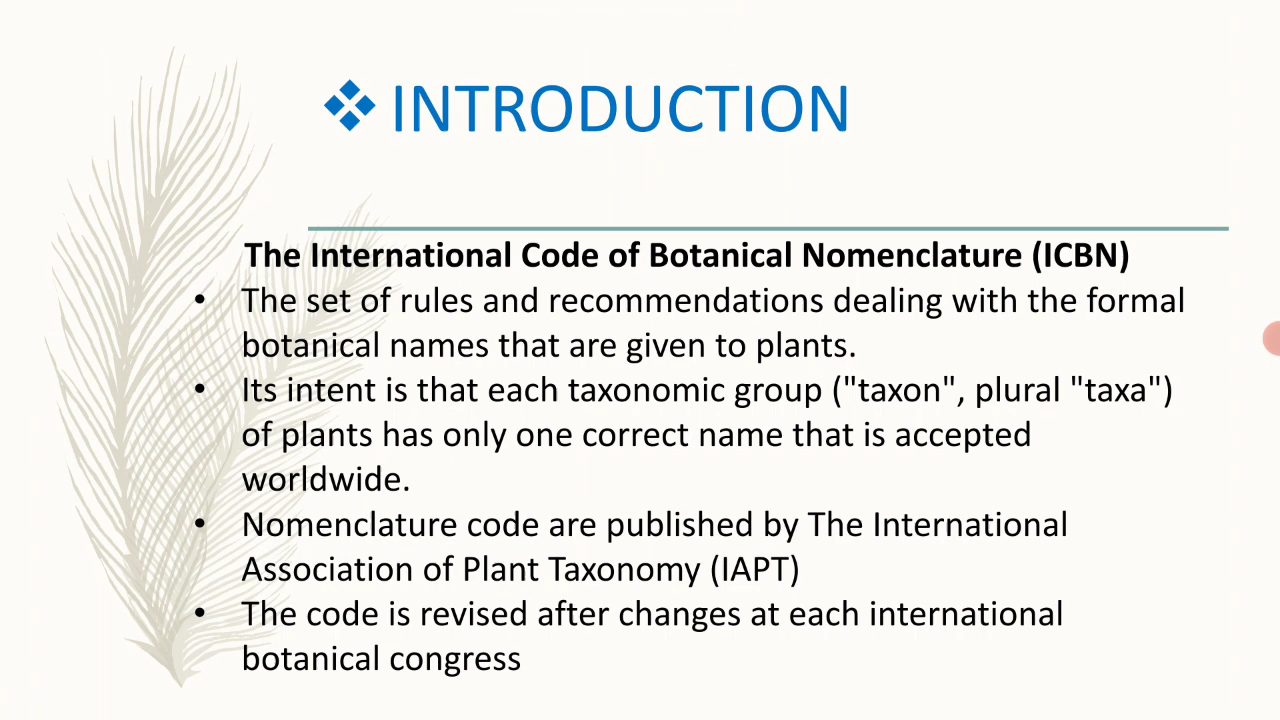 ❖ INTRODUCTION
The International Code of Botanical Nomenclature (ICBN)
• The set of rules and recommendations dealing with the formal
botanical names that are given to plants.
• Its intent is that each taxonomic group ("taxon", plural "taxa")
of plants has only one correct name that is accepted
worldwide.
• Nomenclature code are published by The International
Association of Plant Taxonomy (IAPT)
• The code is revised after changes at each international
botanical congress